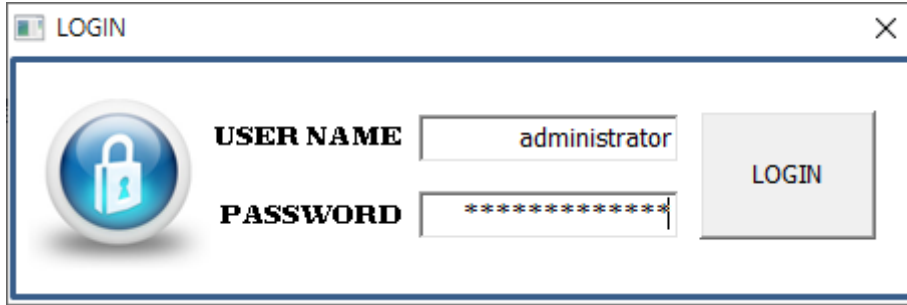 LOGIN
USER NAME
administrator
LOGIN
PASSWORD
*************